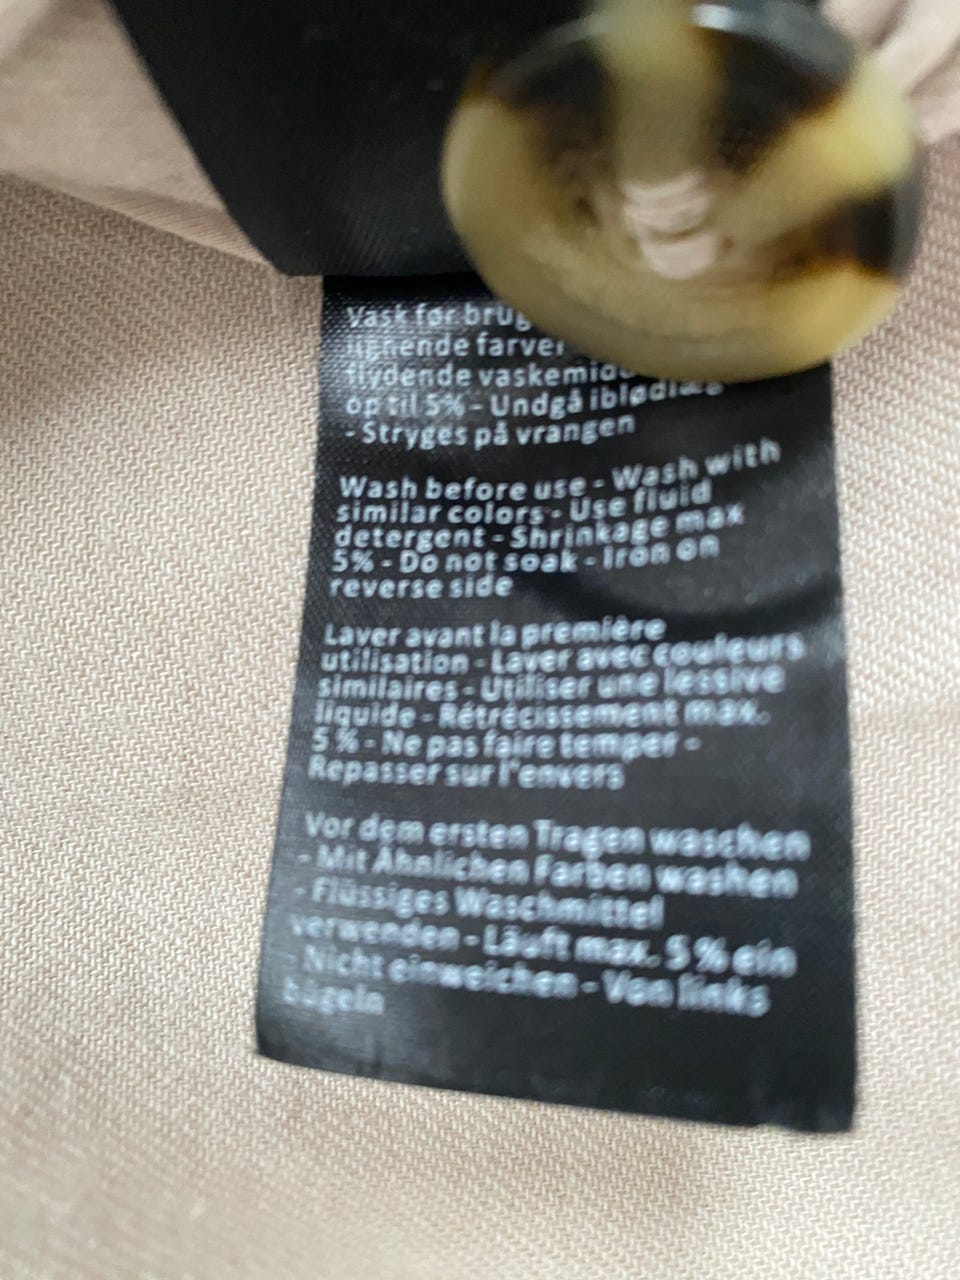 Vask før brug
lignende farver
flydende vaskemid
op til 5% - Undgå iblødlæg
- Stryges på vrangen
Wash before use - Wash with
similar colors - Use fluid
detergent - Shrinkage max
5% - Do not soak - Iron on
reverse side
Laver avant la première
utilisation - Laver avec couleurs
similaires - Utiliser une lessive
liquide - Rétrécissement max.
5 % - Ne pas faire temper -
Repasser sur l'envers
Vor dem ersten Tragen waschen
- Mit Ähnlichen Farben washen
- Flüssiges Waschmittel
verwenden - Läuft max. 5 % ein
- Nicht einweichen - Von links
bügeln